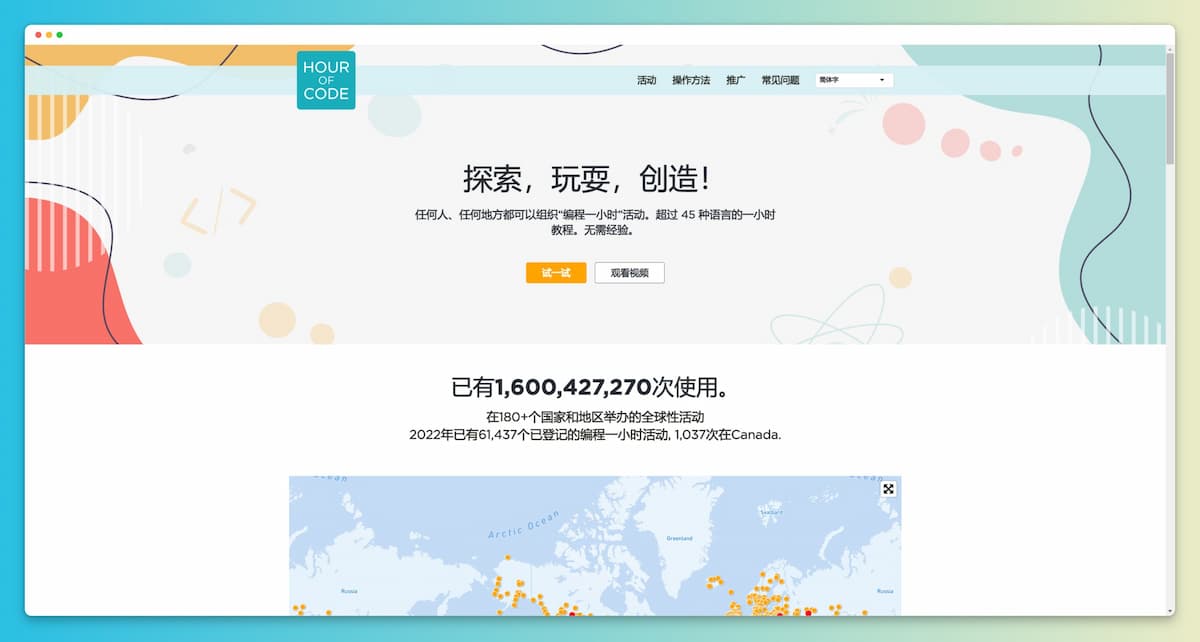 HOUR
OF
CODE
活动 操作方法 推广 常见问题 简体字
</>
探索，玩耍，创造！
任何人、任何地方都可以组织“编程一小时”活动。超过 45 种语言的一小时
教程。无需经验。
试一试 观看视频
已有1,600,427,270次使用。
在180+个国家和地区举办的全球性活动
2022年已有61,437个已登记的编程一小时活动, 1,037次在Canada.
Arctic Ocean
Svalbard
Greenland
Russia
Russia